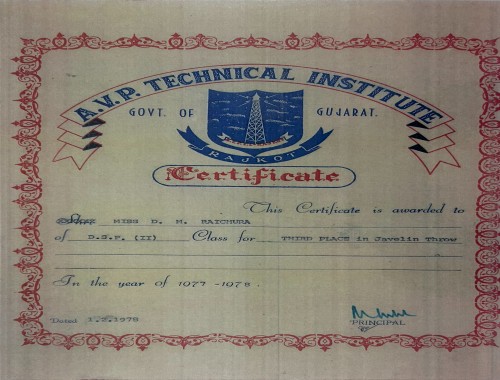 A.V.P. TECHNICAL INSTITUTE
GOVT. OF GUJARAT.
RAJKOT
Certificate
This Certificate is awarded to
MISS D. M. RAICHURA
of D.S.F. (II) Class for THIRD PLACE in Javelin Throw
In the year of 1977-1978.
Dated 1.2.1978
PRINCIPAL